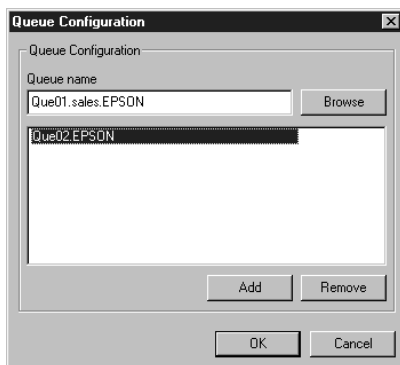 Queue Configuration
Queue Configuration
Queue name
Que01.sales.EPSON
Browse
Que02.EPSON
Add
Remove
OK
Cancel